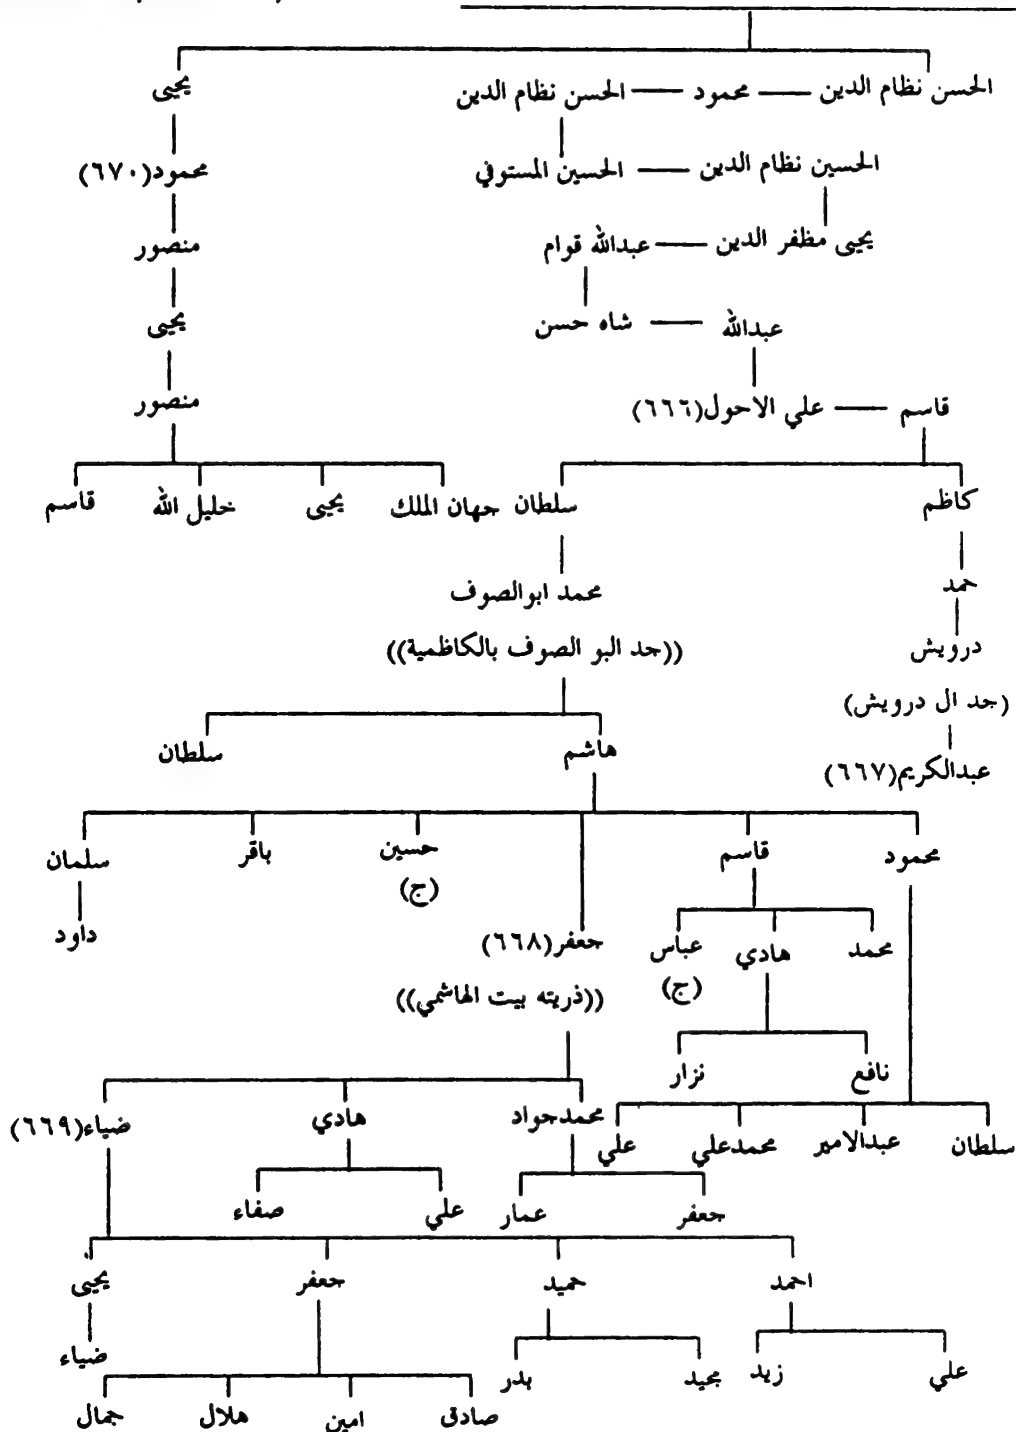 الحسن نظام الدين — محمود — الحسن نظام الدين يحيى
الحسين نظام الدين — الحسين المستوفي محمود(٦٧٠)
يحيى مظفر الدين — عبدالله قوام منصور
عبدالله — شاه حسن يحيى
قاسم — علي الاحول(٦٦٦) منصور
كاظم سلطان جهان الملك يحيى خليل الله قاسم
حمد محمد ابوالصوف
درويش ((جد البو الصوف بالكاظمية))
(جد ال درويش)
هاشم سلطان
عبدالكريم(٦٦٧)
محمود قاسم حسين باقر سلمان
(ج)
محمد هادي عباس جعفر(٦٦٨) داود
(ج) ((ذريته بيت الهاشمي))
نافع نزار
محمدجواد هادي ضياء(٦٦٩)
سلطان عبدالامير محمدعلي علي
جعفر عمار علي صفاء
احمد حميد جعفر يحيى
علي زيد مجيد بدر ضياء
صادق امين هلال جمال